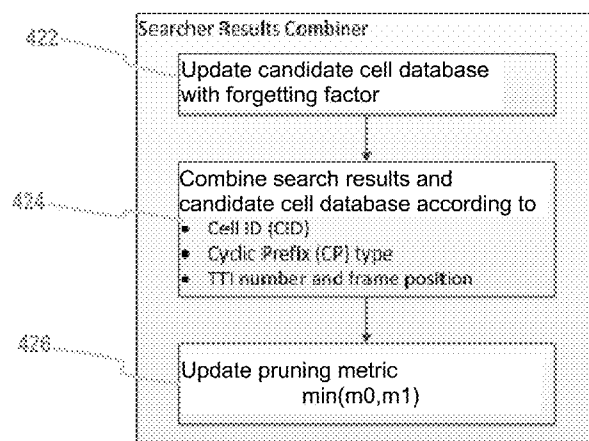 Searcher Results Combiner
422
Update candidate cell database
with forgetting factor
424
Combine search results and
candidate cell database according to
• Cell ID (CID)
• Cyclic Prefix (CP) type
• TTI number and frame position
426
Update pruning metric
min(m0,m1)